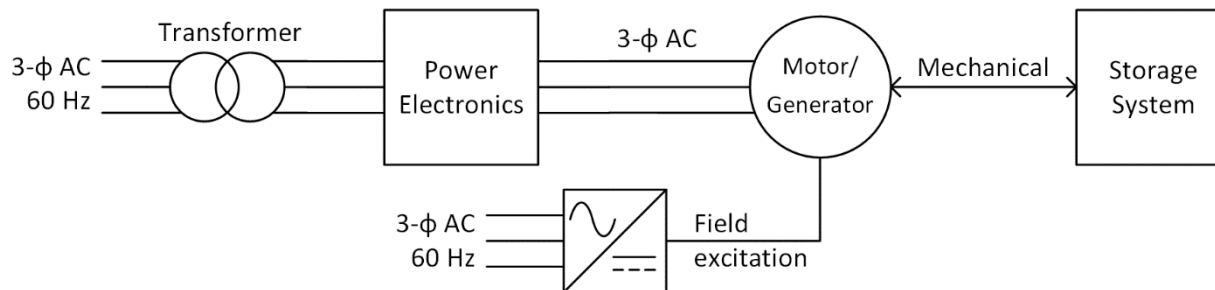 Transformer
3-ϕ AC
60 Hz
Power
Electronics
3-ϕ AC
Motor/
Generator
Mechanical
Storage
System
3-ϕ AC
60 Hz
Field
excitation